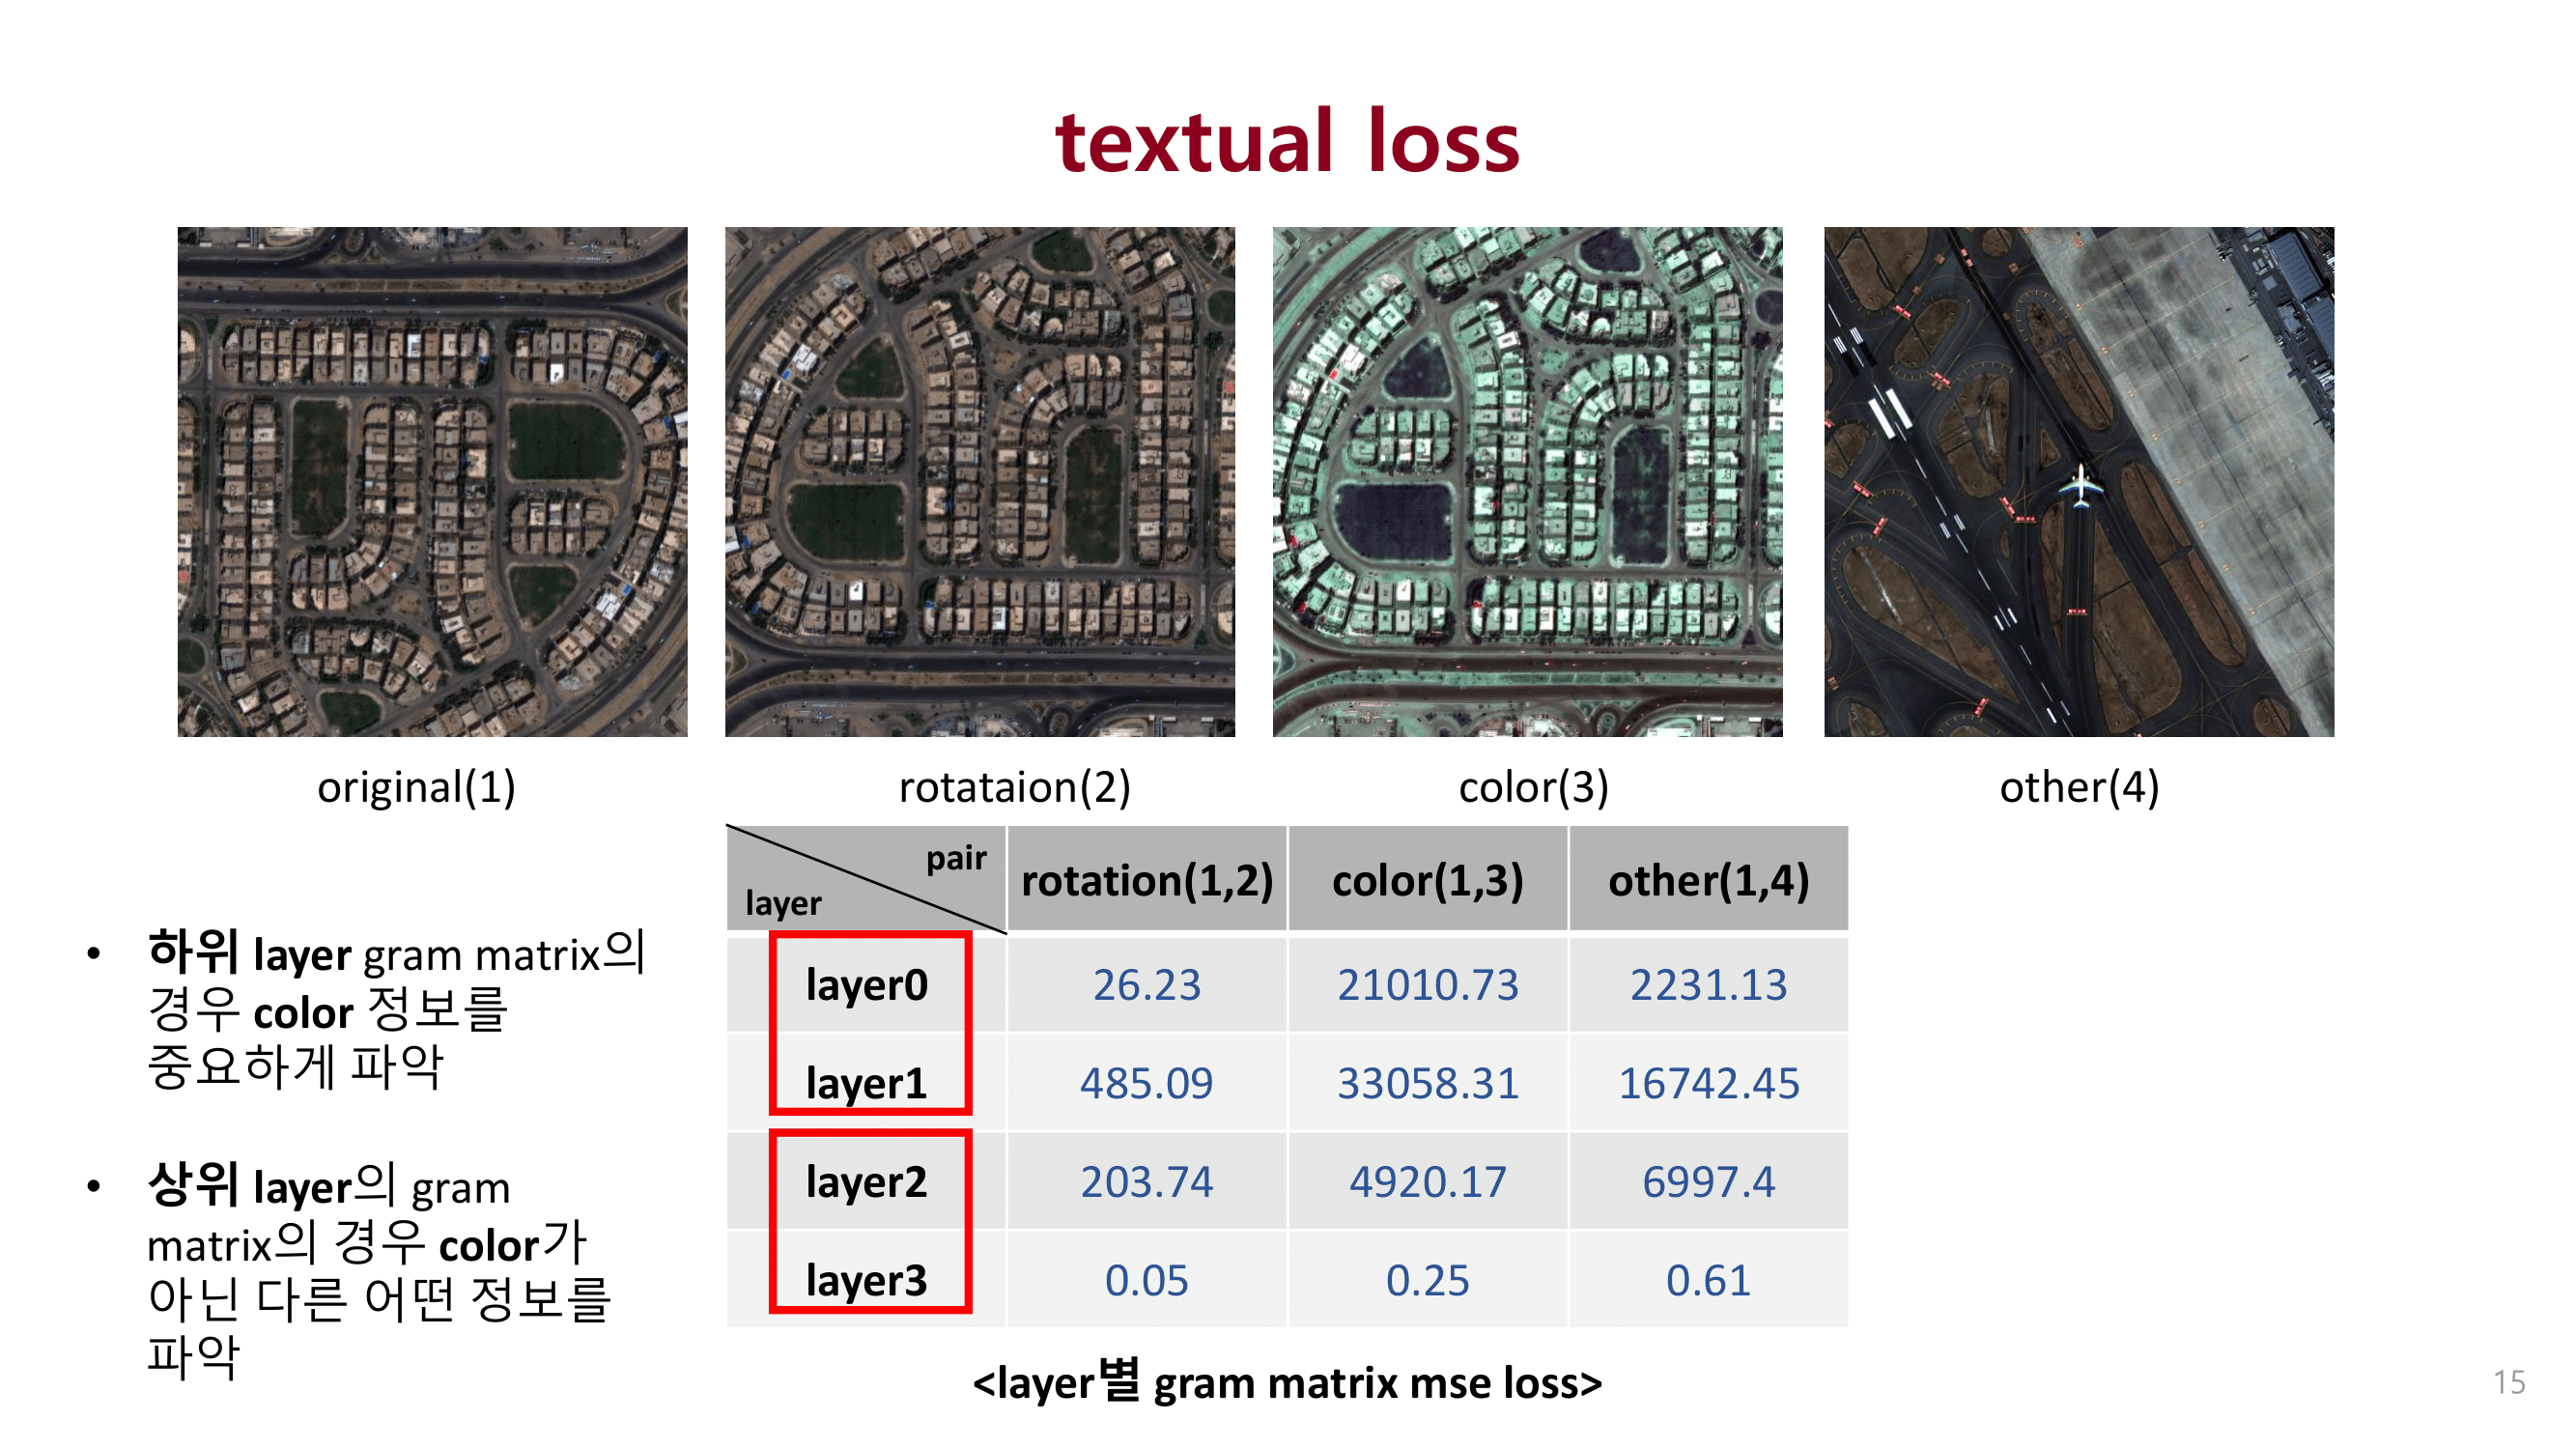 textual loss
original(1)
rotataion(2)
color(3)
other(4)
하위 layer gram matrix의
경우 color 정보를
중요하게 파악
상위 layer의 gram
matrix의 경우 color가
아닌 다른 어떤 정보를
파악
pair
layer
rotation(1,2) color(1,3) other(1,4)
layer0 26.23 21010.73 2231.13
layer1 485.09 33058.31 16742.45
layer2 203.74 4920.17 6997.4
layer3 0.05 0.25 0.61
<layer별 gram matrix mse loss>
15